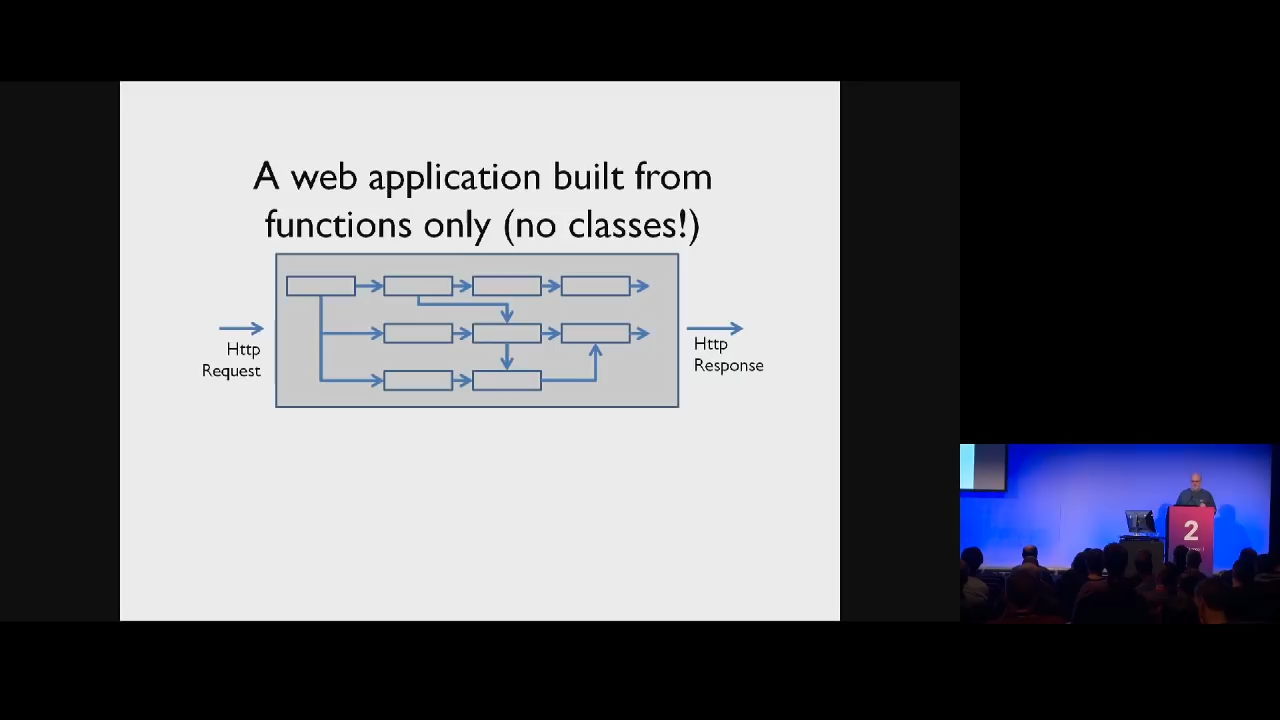 A web application built from
functions only (no classes!)
Http
Request
Http
Response
2